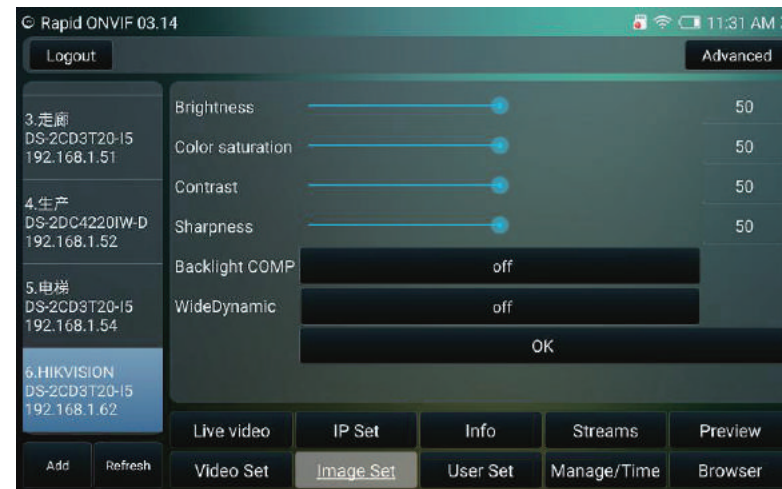 Rapid ONVIF 03.14
11:31 AM
Logout
Advanced
3.走廊
DS-2CD3T20-I5
192.168.1.51
4.生产
DS-2DC4220IW-D
192.168.1.52
5.电梯
DS-2CD3T20-I5
192.168.1.54
6.HIKVISION
DS-2CD3T20-I5
192.168.1.62
Add Refresh
Brightness 50
Color saturation 50
Contrast 50
Sharpness 50
Backlight COMP off
WideDynamic off
OK
Live video IP Set Info Streams Preview
Video Set Image Set User Set Manage/Time Browser